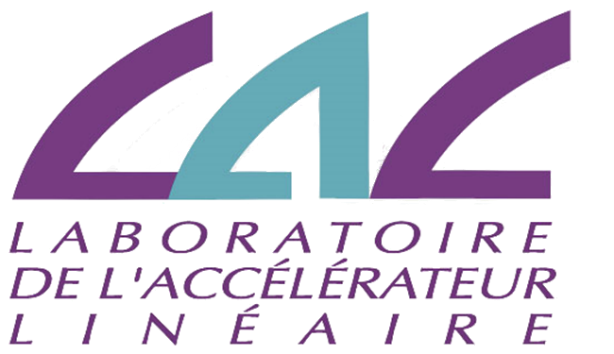 LAL
LABORATOIRE
DE L'ACCÉLÉRATEUR
LINÉAIRE